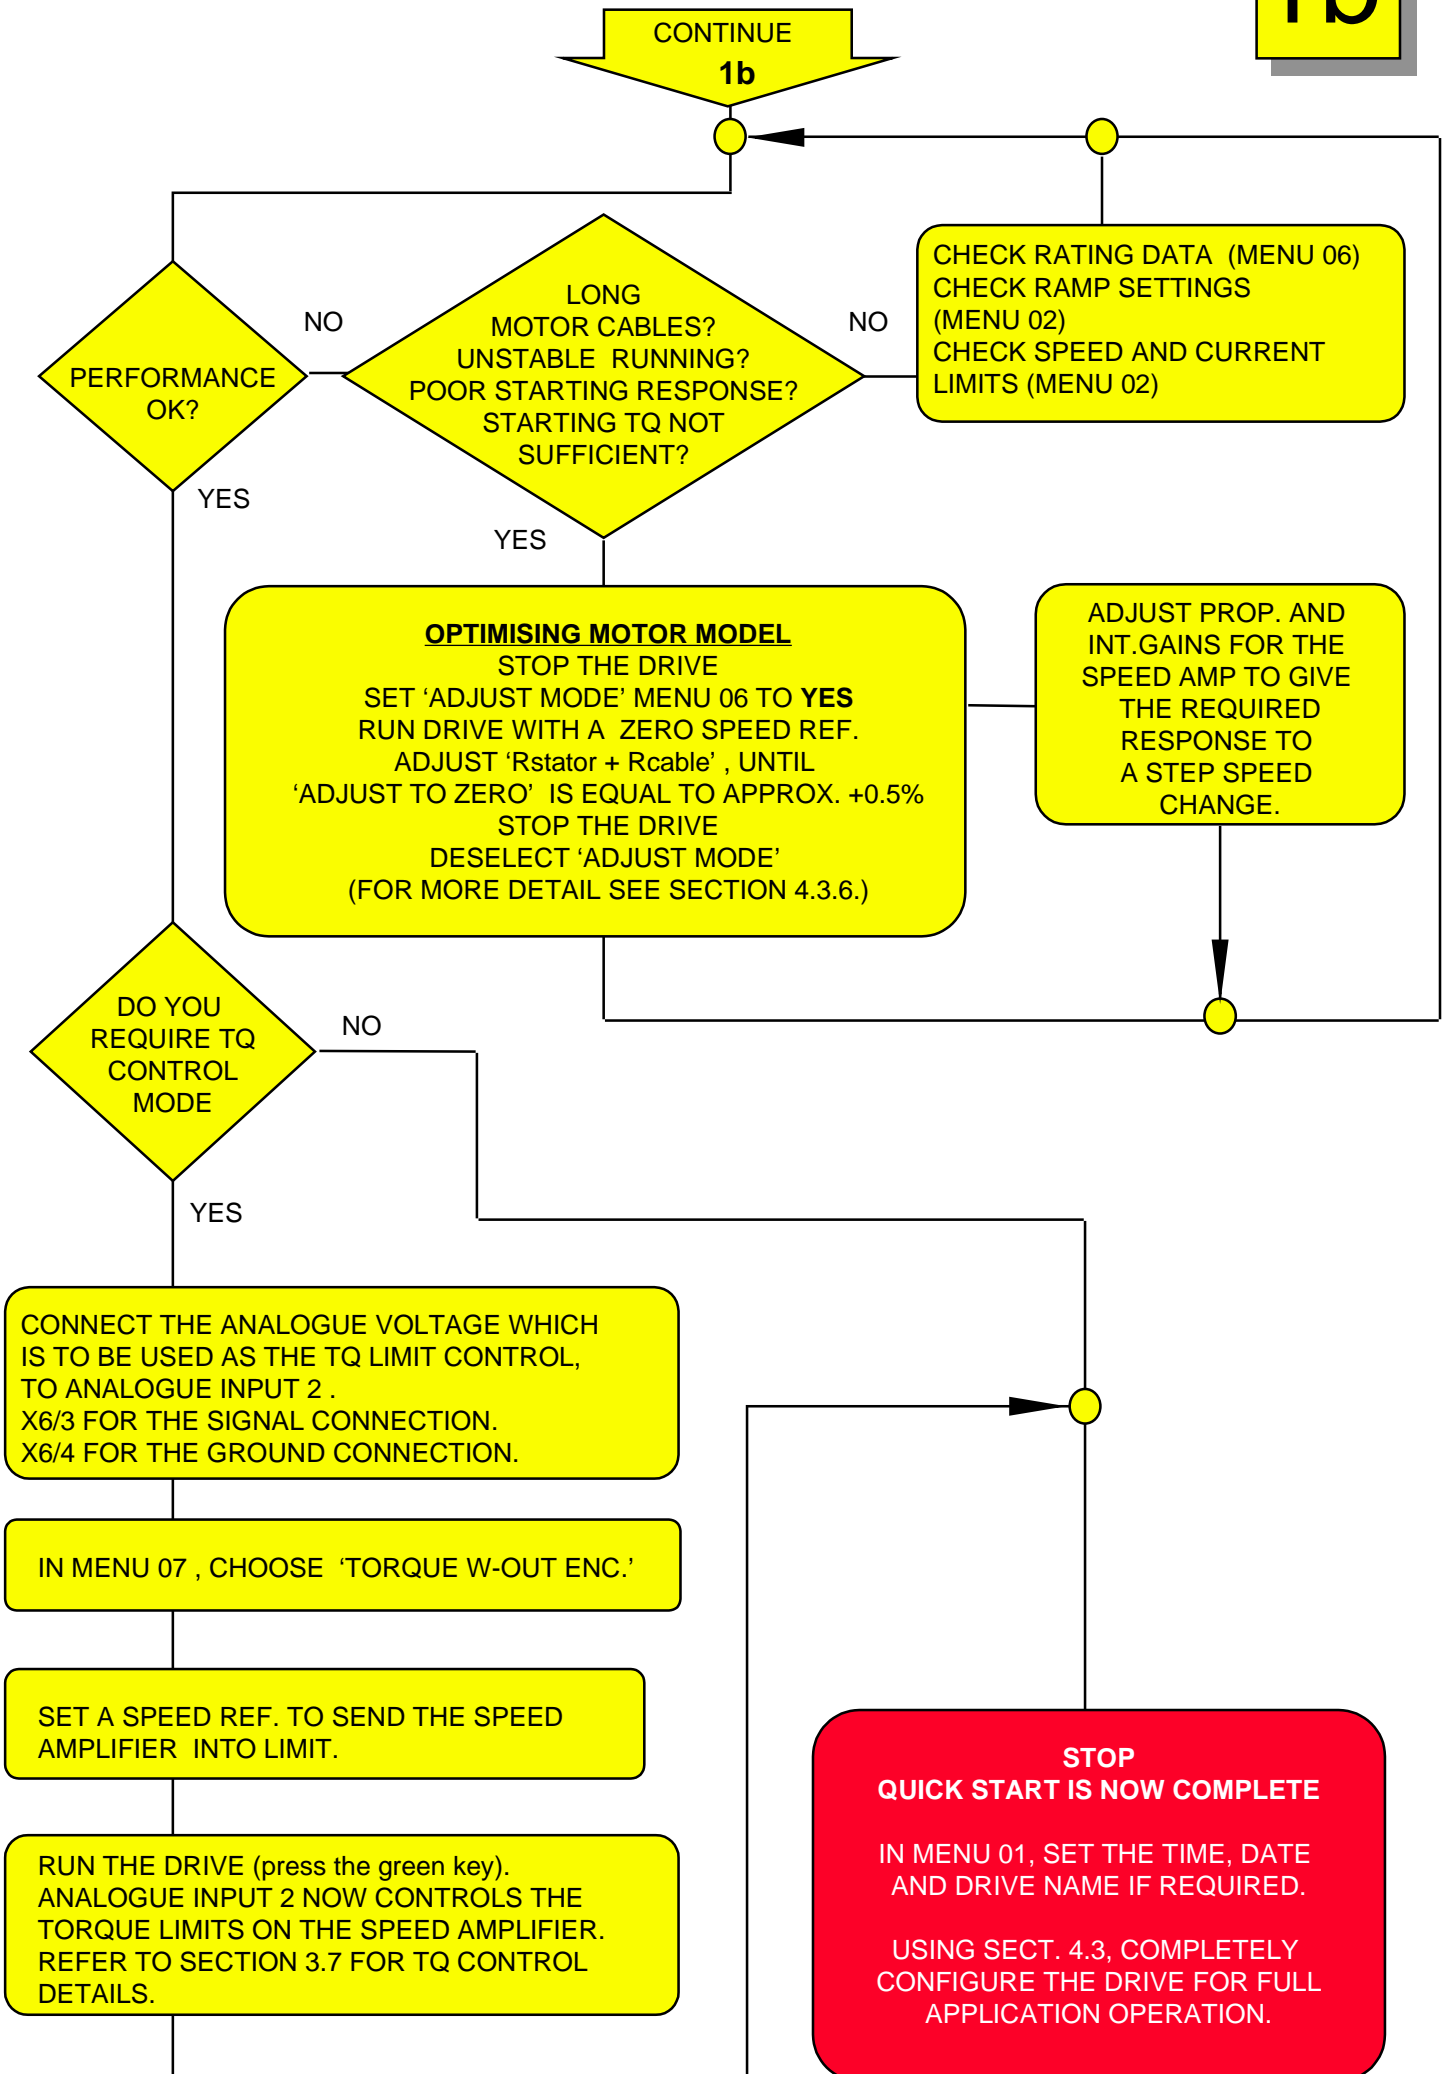 1b
CONTINUE
1b
CHECK RATING DATA (MENU 06)
CHECK RAMP SETTINGS
(MENU 02)
CHECK SPEED AND CURRENT
LIMITS (MENU 02)
LONG
MOTOR CABLES?
UNSTABLE RUNNING?
POOR STARTING RESPONSE?
STARTING TQ NOT
SUFFICIENT?
NO
NO
PERFORMANCE
OK?
YES
YES
OPTIMISING MOTOR MODEL
STOP THE DRIVE
SET ‘ADJUST MODE’ MENU 06 TO YES
RUN DRIVE WITH A ZERO SPEED REF.
ADJUST ‘Rstator + Rcable’ , UNTIL
‘ADJUST TO ZERO’ IS EQUAL TO APPROX. +0.5%
STOP THE DRIVE
DESELECT ‘ADJUST MODE’
(FOR MORE DETAIL SEE SECTION 4.3.6.)
ADJUST PROP. AND
INT.GAINS FOR THE
SPEED AMP TO GIVE
THE REQUIRED
RESPONSE TO
A STEP SPEED
CHANGE.
DO YOU
REQUIRE TQ
CONTROL
MODE
NO
YES
CONNECT THE ANALOGUE VOLTAGE WHICH
IS TO BE USED AS THE TQ LIMIT CONTROL,
TO ANALOGUE INPUT 2 .
X6/3 FOR THE SIGNAL CONNECTION.
X6/4 FOR THE GROUND CONNECTION.
IN MENU 07 , CHOOSE ‘TORQUE W-OUT ENC.’
SET A SPEED REF. TO SEND THE SPEED
AMPLIFIER INTO LIMIT.
RUN THE DRIVE (press the green key).
ANALOGUE INPUT 2 NOW CONTROLS THE
TORQUE LIMITS ON THE SPEED AMPLIFIER.
REFER TO SECTION 3.7 FOR TQ CONTROL
DETAILS.
STOP
QUICK START IS NOW COMPLETE
IN MENU 01, SET THE TIME, DATE
AND DRIVE NAME IF REQUIRED.
USING SECT. 4.3, COMPLETELY
CONFIGURE THE DRIVE FOR FULL
APPLICATION OPERATION.